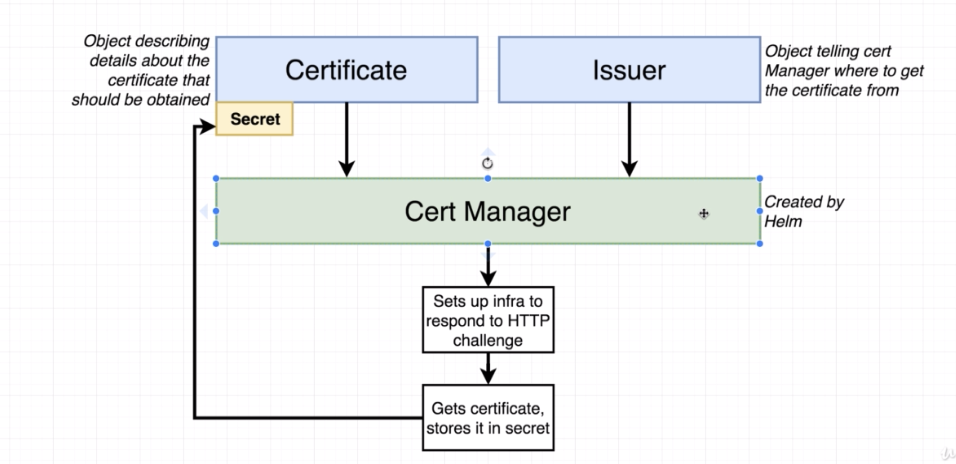 Object describing
details about the
certificate that
should be obtained
Certificate
Issuer
Object telling cert
Manager where to get
the certificate from
Secret
Cert Manager
Created by
Helm
Sets up infra to
respond to HTTP
challenge
Gets certificate,
stores it in secret